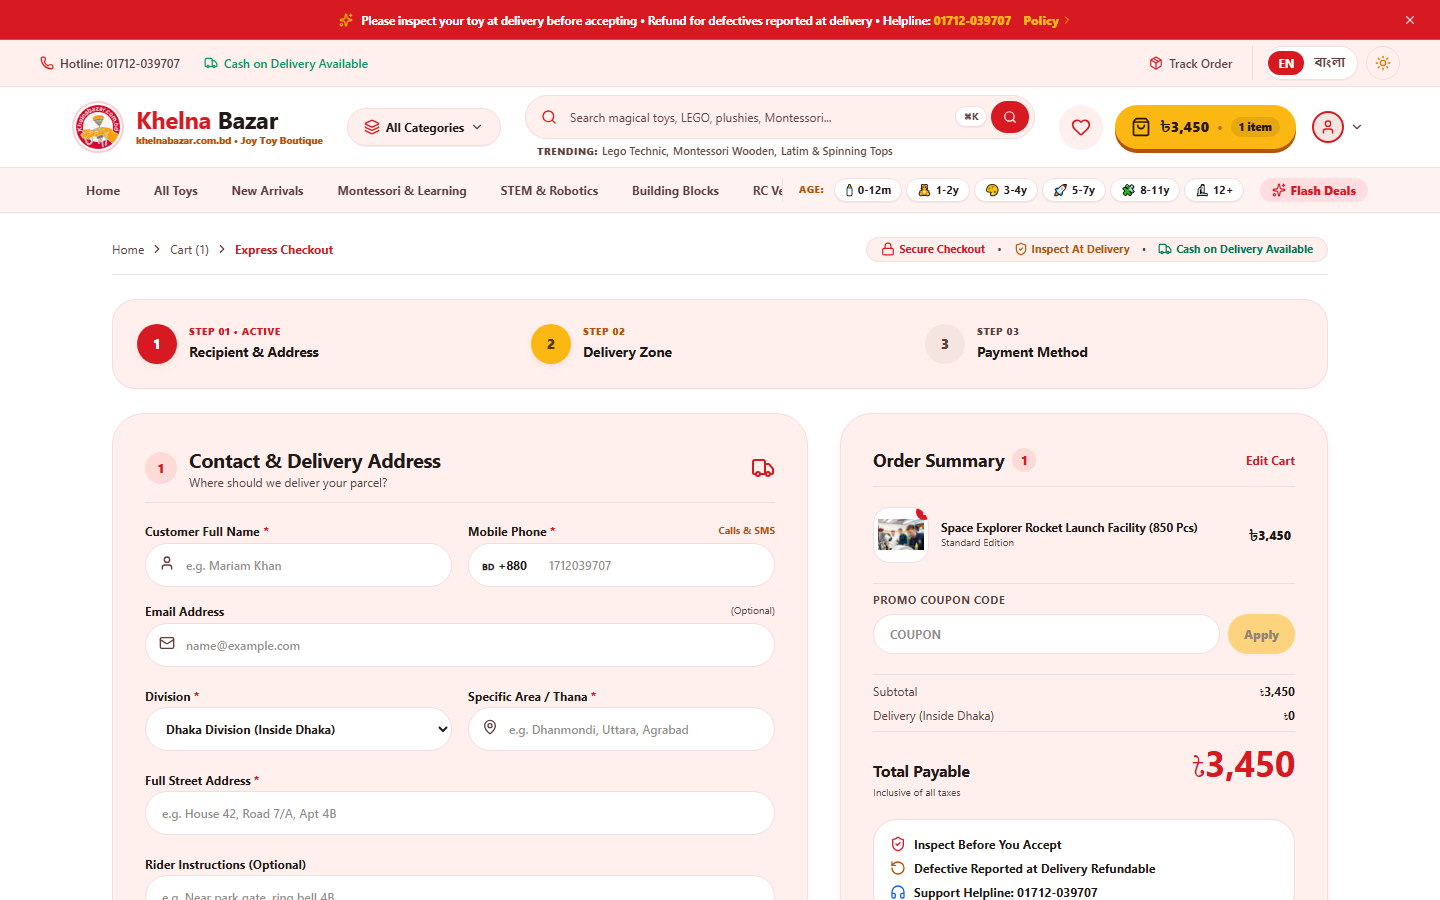 Please inspect your toy at delivery before accepting • Refund for defectives reported at delivery • Helpline: 01712-039707 Policy
Hotline: 01712-039707 Cash on Delivery Available
Track Order EN বাংলা
Khelna Bazar
khelnabazar.com.bd • Joy Toy Boutique
All Categories
Search magical toys, LEGO, plushies, Montessori... ⌘K
TRENDING: Lego Technic, Montessori Wooden, Latim & Spinning Tops
৳3,450 • 1 item
Home All Toys New Arrivals Montessori & Learning STEM & Robotics Building Blocks RC Ve
AGE: 0-12m 1-2y 3-4y 5-7y 8-11y 12+ Flash Deals
Home > Cart (1) > Express Checkout
Secure Checkout • Inspect At Delivery • Cash on Delivery Available
1 STEP 01 • ACTIVE
Recipient & Address
2 STEP 02
Delivery Zone
3 STEP 03
Payment Method
1 Contact & Delivery Address
Where should we deliver your parcel?
Customer Full Name *
e.g. Mariam Khan
Mobile Phone * Calls & SMS
BD +880 1712039707
Email Address (Optional)
name@example.com
Division *
Dhaka Division (Inside Dhaka)
Specific Area / Thana *
e.g. Dhanmondi, Uttara, Agrabad
Full Street Address *
e.g. House 42, Road 7/A, Apt 4B
Rider Instructions (Optional)
e.g. Near park gate, ring bell 4B
Order Summary 1 Edit Cart
Space Explorer Rocket Launch Facility (850 Pcs)
Standard Edition
৳3,450
PROMO COUPON CODE
COUPON Apply
Subtotal ৳3,450
Delivery (Inside Dhaka) ৳0
Total Payable ৳3,450
Inclusive of all taxes
Inspect Before You Accept
Defective Reported at Delivery Refundable
Support Helpline: 01712-039707